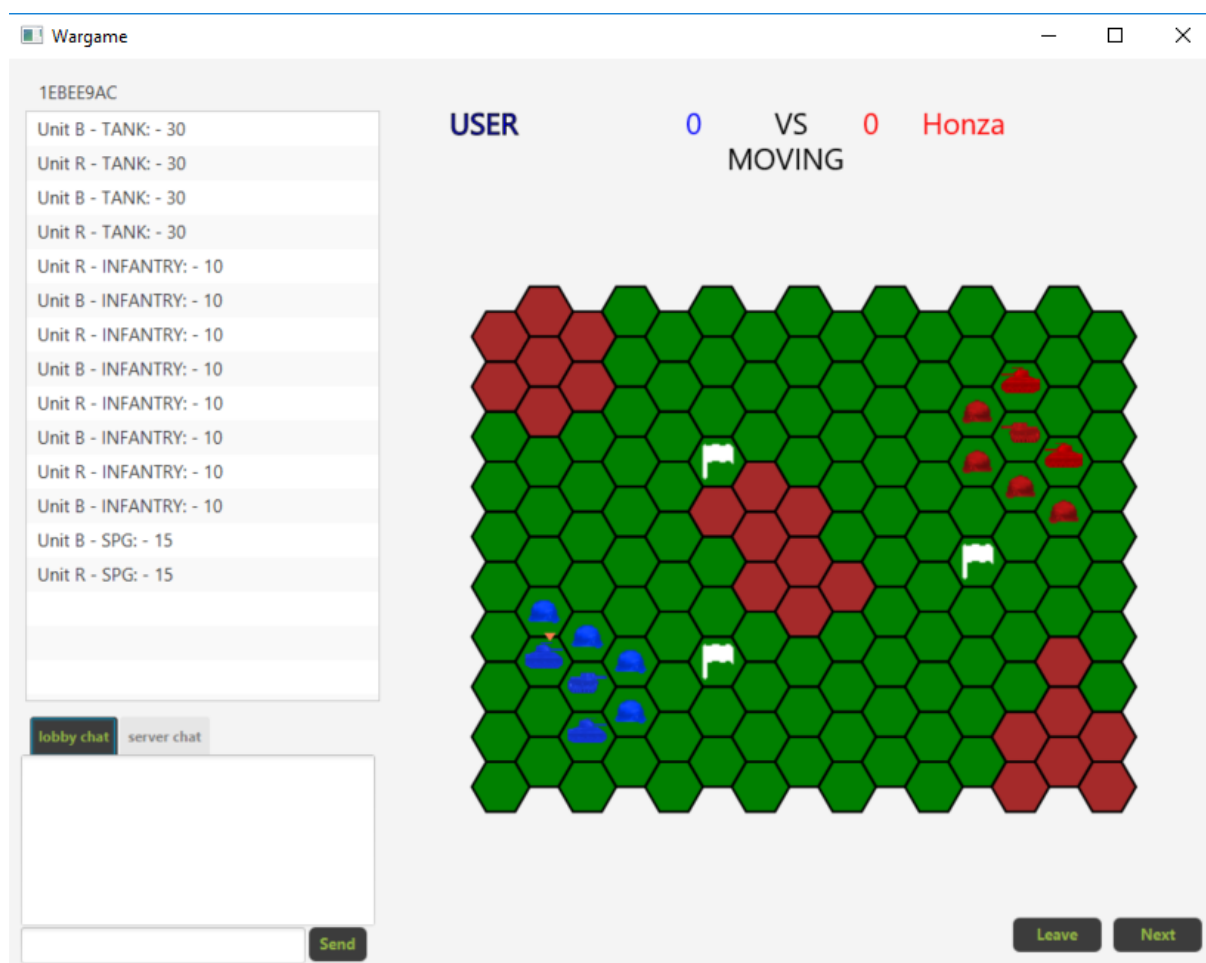 Wargame
1EBEE9AC
Unit B - TANK: - 30
Unit R - TANK: - 30
Unit B - TANK: - 30
Unit R - TANK: - 30
Unit R - INFANTRY: - 10
Unit B - INFANTRY: - 10
Unit R - INFANTRY: - 10
Unit B - INFANTRY: - 10
Unit R - INFANTRY: - 10
Unit B - INFANTRY: - 10
Unit R - INFANTRY: - 10
Unit B - INFANTRY: - 10
Unit B - SPG: - 15
Unit R - SPG: - 15
USER 0 VS 0 Honza
MOVING
lobby chat server chat
Send
Leave Next